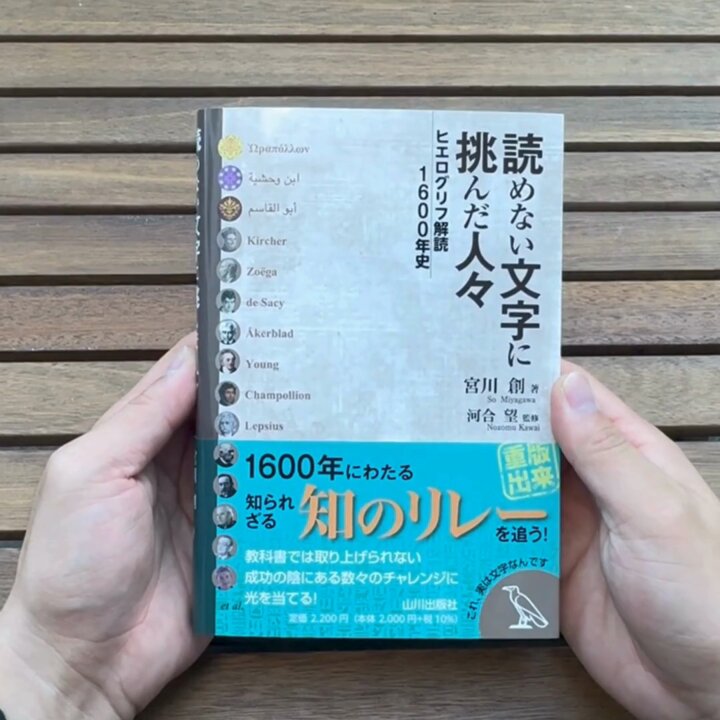 読めない文字に
挑んだ人々
ヒエログリフ解読
1600年史
宮川 創 著
So Miyagawa
河合 望 監修
Nozomu Kawai
Ὡραπόλλων
ابن وحشية
أبو القاسم
Kircher
Zoëga
de Sacy
Åkerblad
Young
Champollion
Lepsius
et al.
重版
出来
1600年にわたる
知られ
ざる
知のリレー
を追う!
教科書では取り上げられない
成功の陰にある数々のチャレンジに
光を当てる!
山川出版社
定価 2,200 円 (本体 2,000 円+税 10%)
これ、実は文字なんです